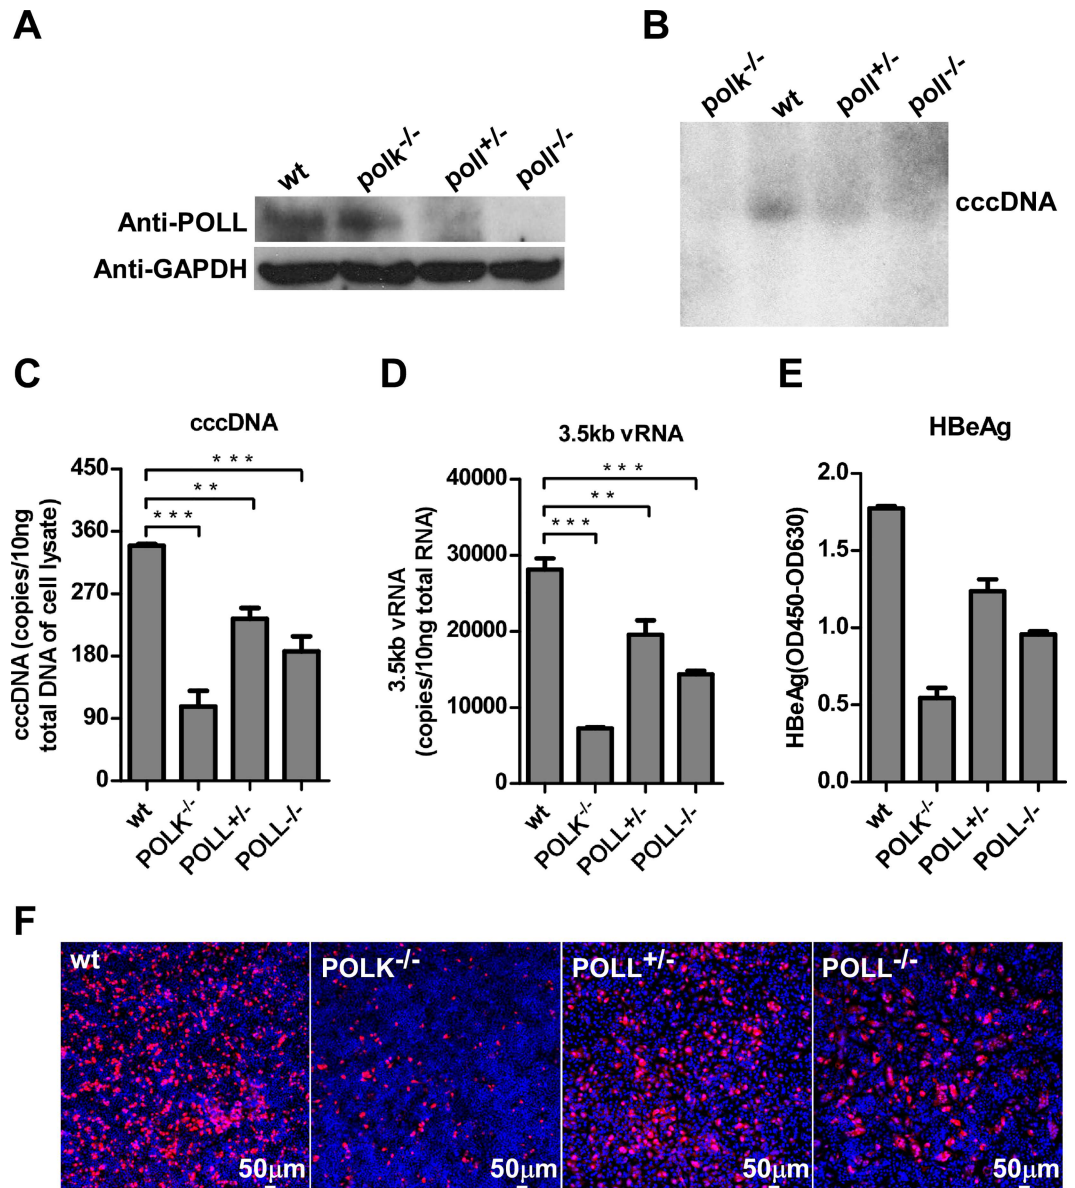 A
wt
polk-/-
poll+/-
poll-/-
Anti-POLL
Anti-GAPDH
B
polk-/-
wt
poll+/-
poll-/-
cccDNA
C
cccDNA
cccDNA (copies/10ng
total DNA of cell lysate)
450
360
270
180
90
0
***
**
***
wt
POLK-/-
POLL+/-
POLL-/-
D
3.5kb vRNA
3.5kb vRNA
(copies/10ng total RNA)
40000
30000
20000
10000
0
***
**
***
wt
POLK-/-
POLL+/-
POLL-/-
E
HBeAg
HBeAg(OD450-OD630)
2.0
1.5
1.0
0.5
0.0
wt
POLK-/-
POLL+/-
POLL-/-
F
wt
50μm
POLK-/-
50μm
POLL+/-
50μm
POLL-/-
50μm